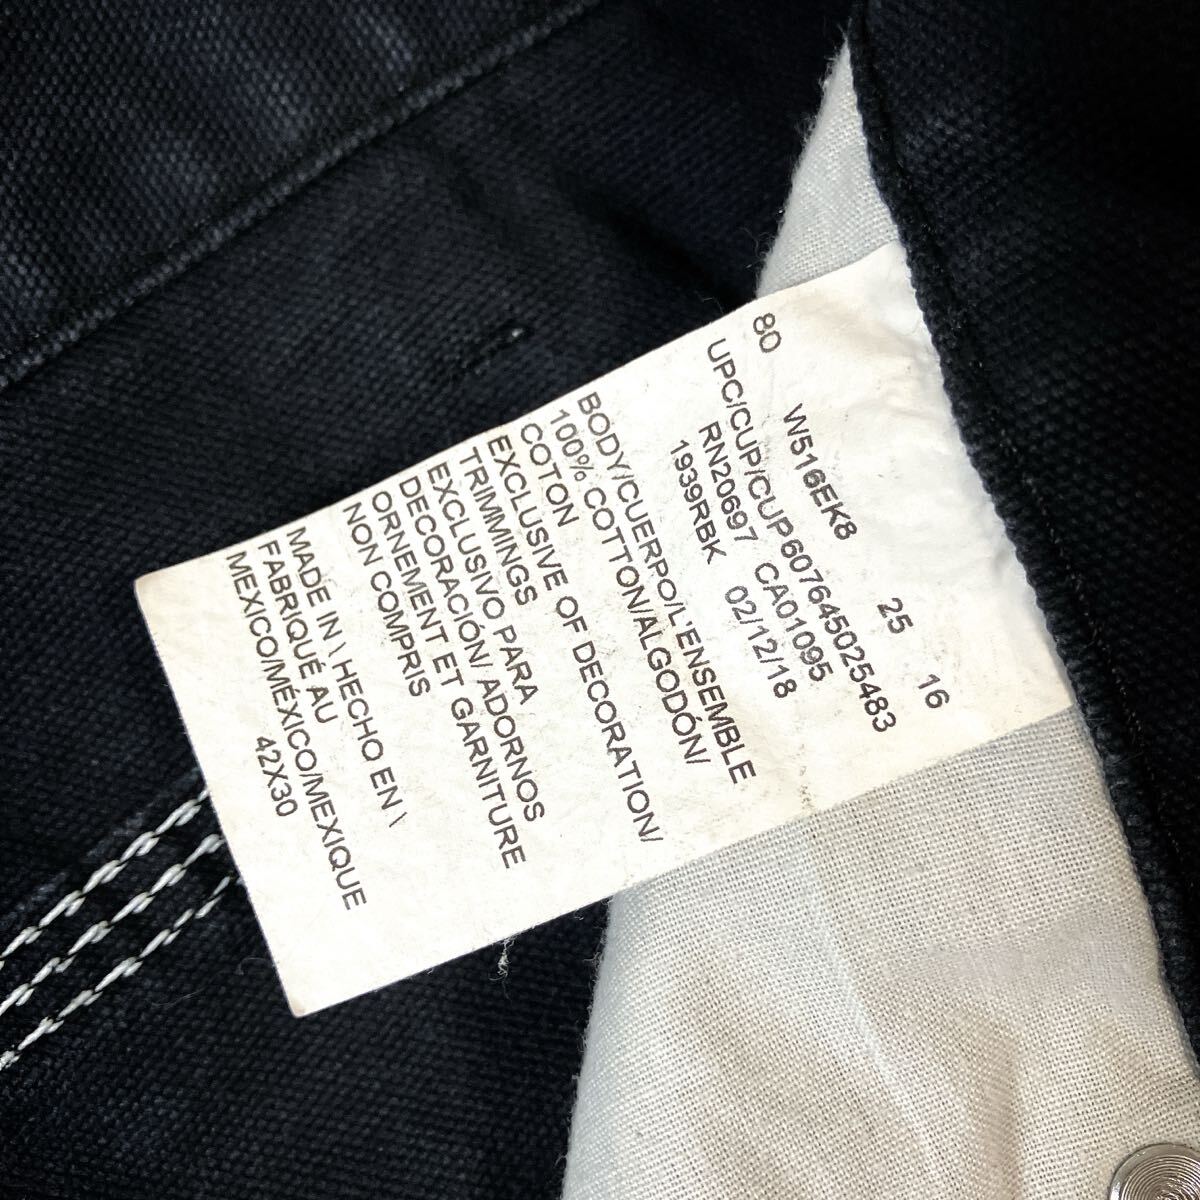 80 W516EK8 25 16
UPC/CUP/CUP607645025483
RN20697 CA01095
1939RBK 02/12/18
BODY/CUERPO/L'ENSEMBLE
100% COTTON/ALGODÓN/
COTON
EXCLUSIVE OF DECORATION/
TRIMMINGS
EXCLUSIVO PARA
DECORACIÓN/ ADORNOS
ORNEMENT ET GARNITURE
NON COMPRIS
MADE IN \ HECHO EN \
FABRIQUÉ AU
MEXICO/MÉXICO/MEXIQUE
42X30